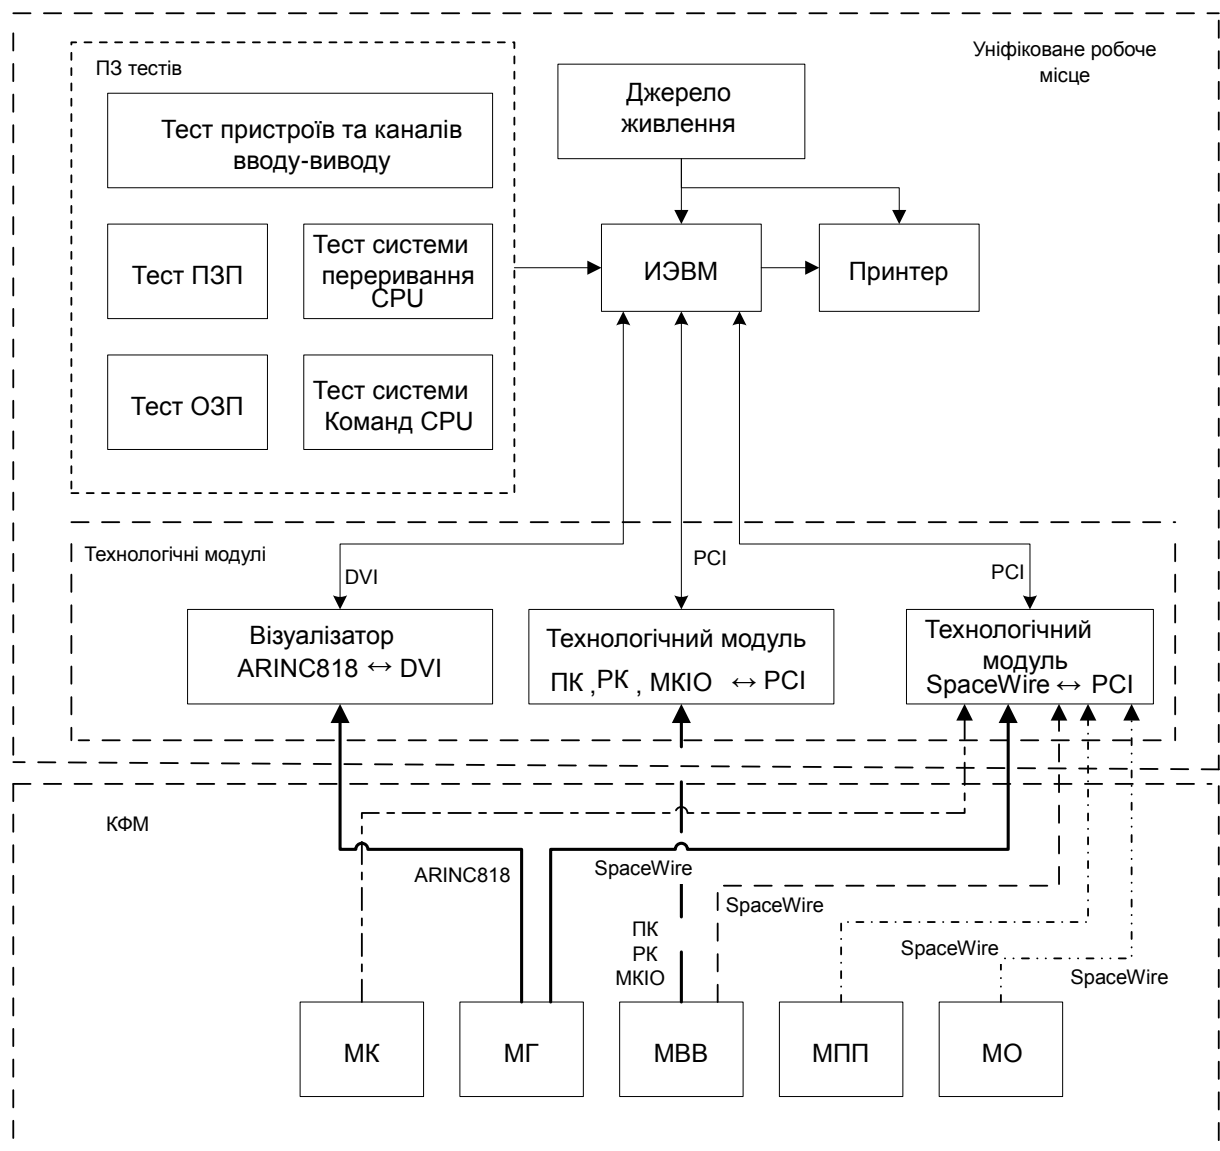 Уніфіковане робоче
місце
ПЗ тестів
Тест пристроїв та каналів
вводу-виводу
Джерело
живлення
Тест ПЗП
Тест системи
переривання
CPU
ИЭВМ
Принтер
Тест ОЗП
Тест системи
Команд CPU
Технологічні модулі
DVI
PCI
PCI
Візуалізатор
ARINC818 ↔ DVI
Технологічний модуль
ПК ,РК , МКІО ↔ PCI
Технологічний
модуль
SpaceWire ↔ PCI
КФМ
ARINC818
SpaceWire
SpaceWire
ПК
РК
МКІО
SpaceWire
SpaceWire
МК
МГ
МВВ
МПП
МО